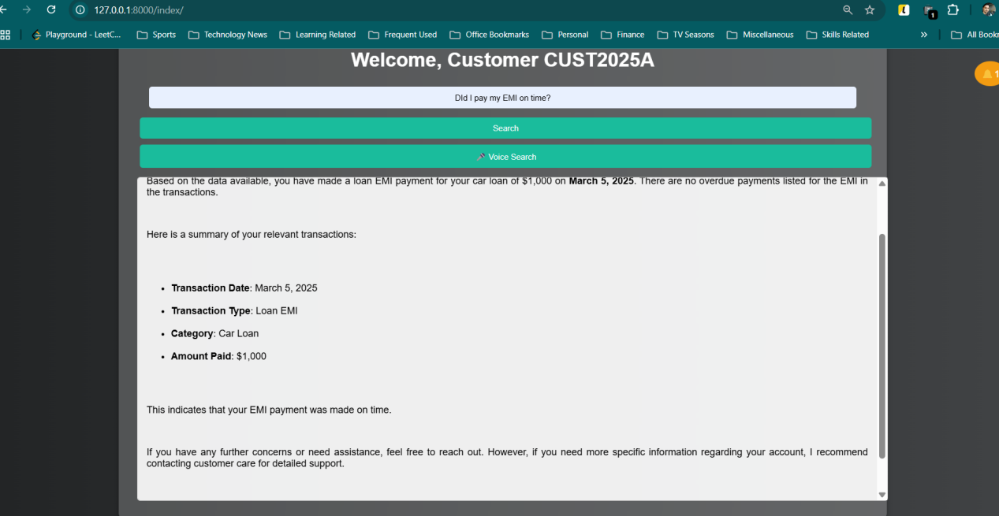 127.0.0.1:8000/index/
1
Playground - LeetC...
Sports
Technology News
Learning Related
Frequent Used
Office Bookmarks
Personal
Finance
TV Seasons
Miscellaneous
Skills Related
»
All Bookr
Welcome, Customer CUST2025A
1
DId I pay my EMI on time?
Search
Voice Search
Based on the data available, you have made a loan EMI payment for your car loan of $1,000 on March 5, 2025. There are no overdue payments listed for the EMI in
the transactions.
Here is a summary of your relevant transactions:
• Transaction Date: March 5, 2025
• Transaction Type: Loan EMI
• Category: Car Loan
• Amount Paid: $1,000
This indicates that your EMI payment was made on time.
If you have any further concerns or need assistance, feel free to reach out. However, if you need more specific information regarding your account, I recommend
contacting customer care for detailed support.